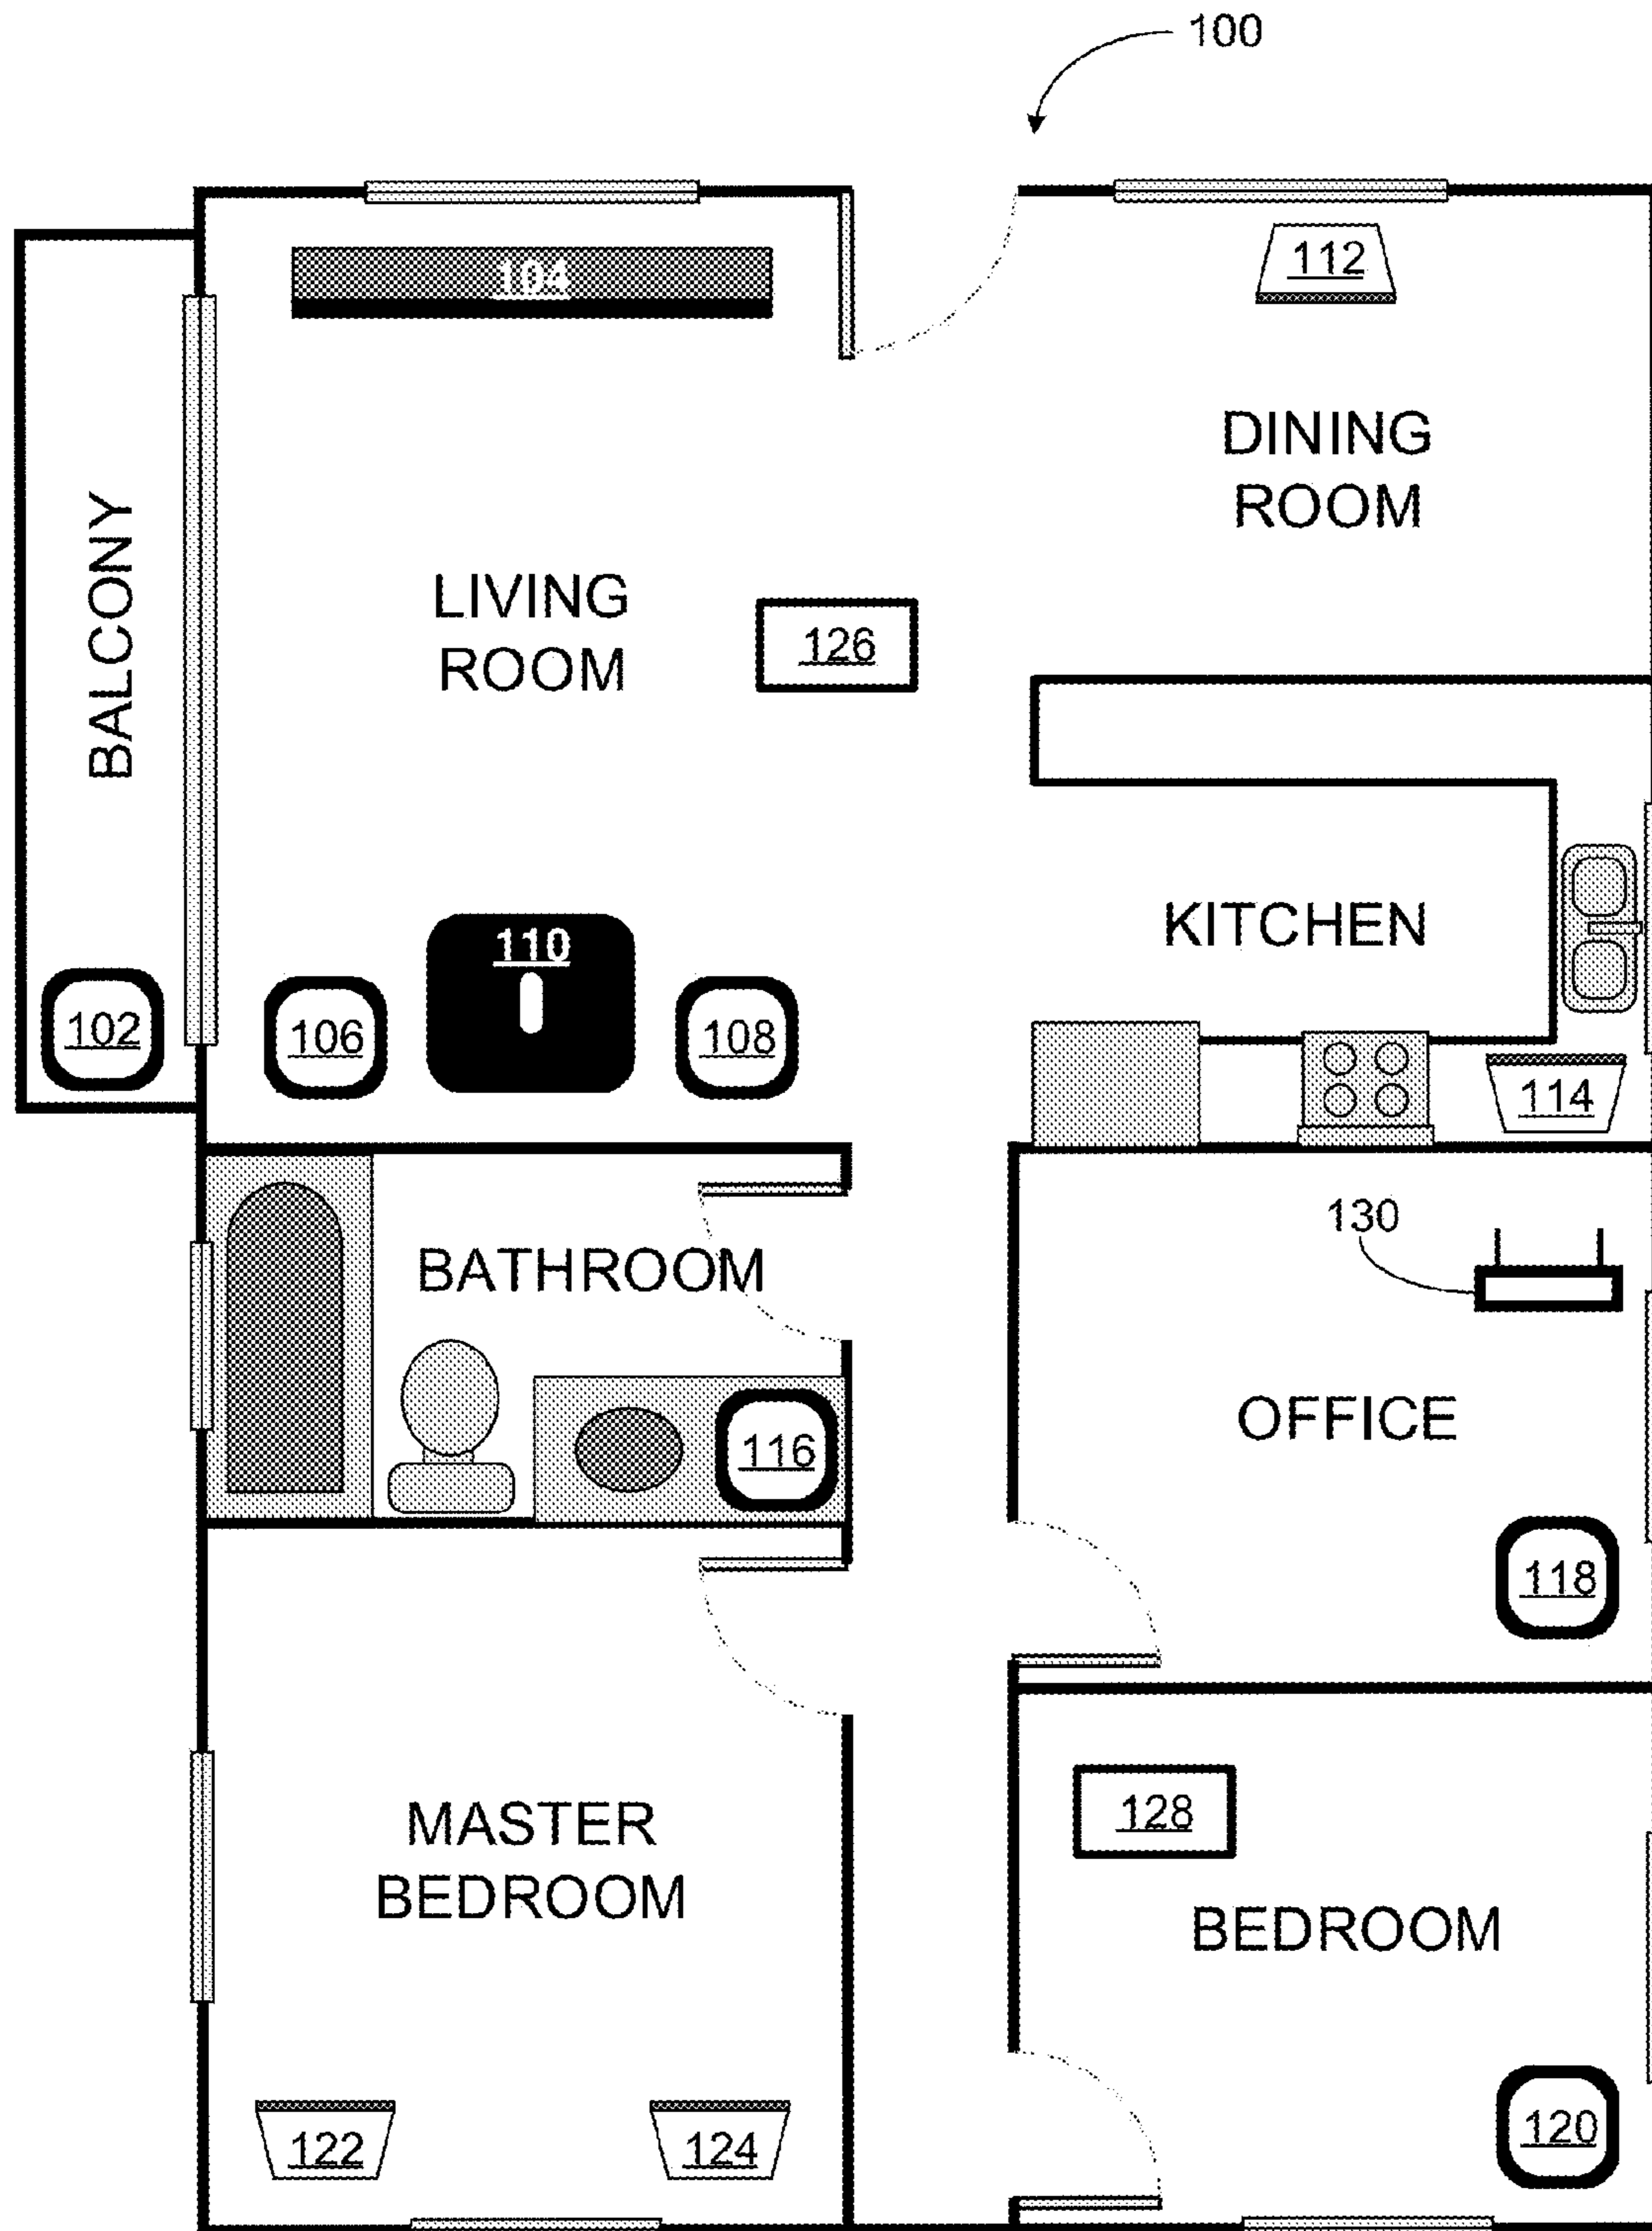 100
104
112
DINING
ROOM
BALCONY
LIVING
ROOM
126
KITCHEN
110
102
106
108
114
130
BATHROOM
OFFICE
116
118
128
MASTER
BEDROOM
BEDROOM
122
124
120